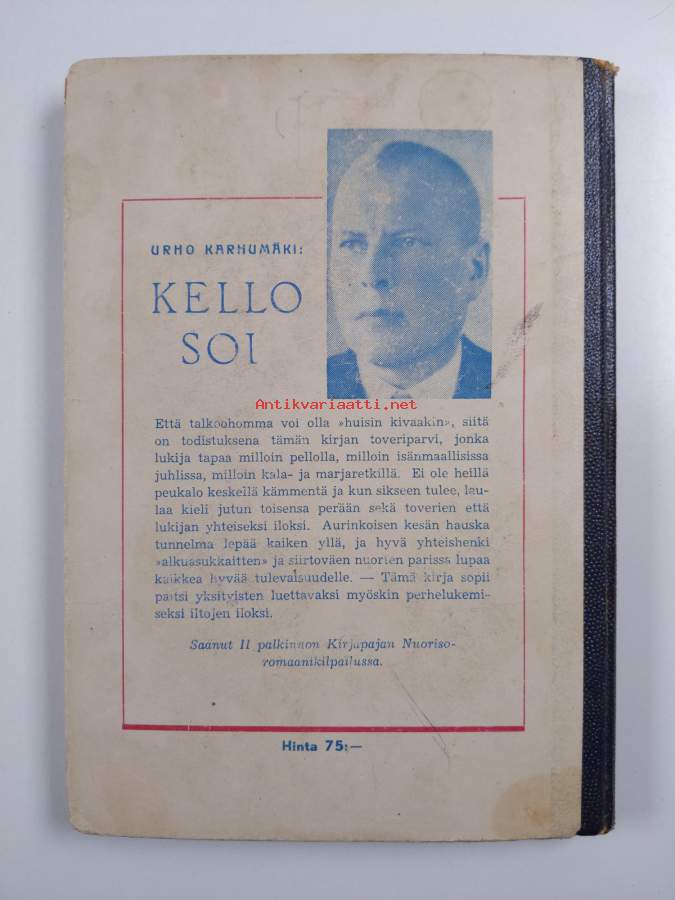 URHO KARHUMÄKI:
KELLO
SOI
Antikvariaatti.net
Että talkoohomma voi olla »huisin kivaakin», siitä
on todistuksena tämän kirjan toveriparvi, jonka
lukija tapaa milloin pellolla, milloin isänmaallisissa
juhlissa, milloin kala- ja marjaretkillä. Ei ole heillä
peukalo keskellä kämmentä ja kun sikseen tulee, lau-
laa kieli jutun toisensa perään sekä toverien että
lukijan yhteiseksi iloksi. Aurinkoisen kesän hauska
tunnelma lepää kaiken yllä, ja hyvä yhteishenki
»alkuasukkaitten» ja siirtoväen nuorten parissa lupaa
kaikkea hyvää tulevaisuudelle. — Tämä kirja sopii
paitsi yksityisten luettavaksi myöskin perhelukemi-
seksi iltojen iloksi.
Saanut II palkinnon Kirjapajan Nuoriso-
romaanikilpailussa.
Hinta 75:—